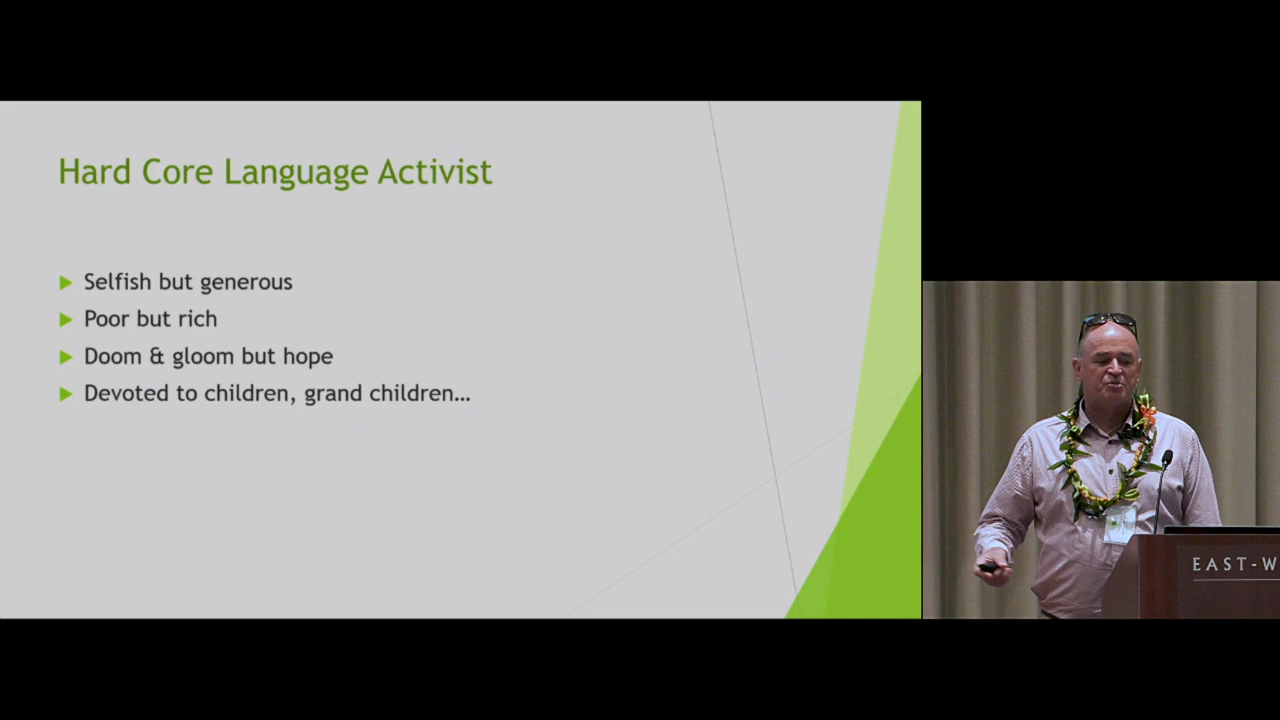 Hard Core Language Activist
Selfish but generous
Poor but rich
Doom & gloom but hope
Devoted to children, grand children...
EAST-W